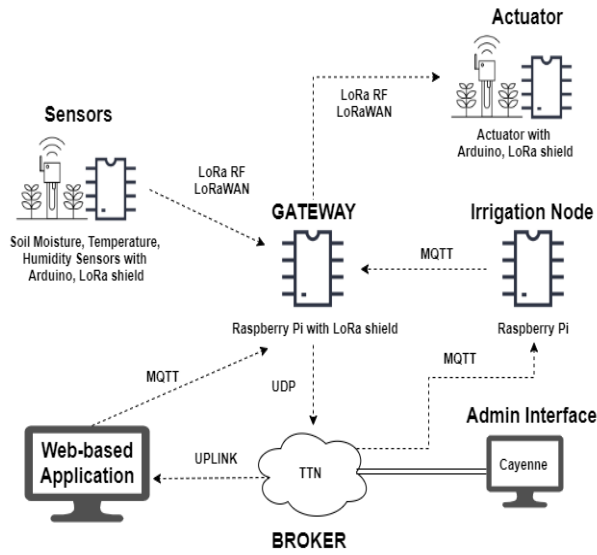 Actuator
LoRa RF
LoRaWAN
Actuator with
Arduino, LoRa shield
Sensors
LoRa RF
LoRaWAN
Soil Moisture, Temperature,
Humidity Sensors with
Arduino, LoRa shield
GATEWAY
Raspberry Pi with LoRa shield
MQTT
Irrigation Node
Raspberry Pi
MQTT
UDP
MQTT
Web-based
Application
UPLINK
TTN
BROKER
Admin Interface
Cayenne